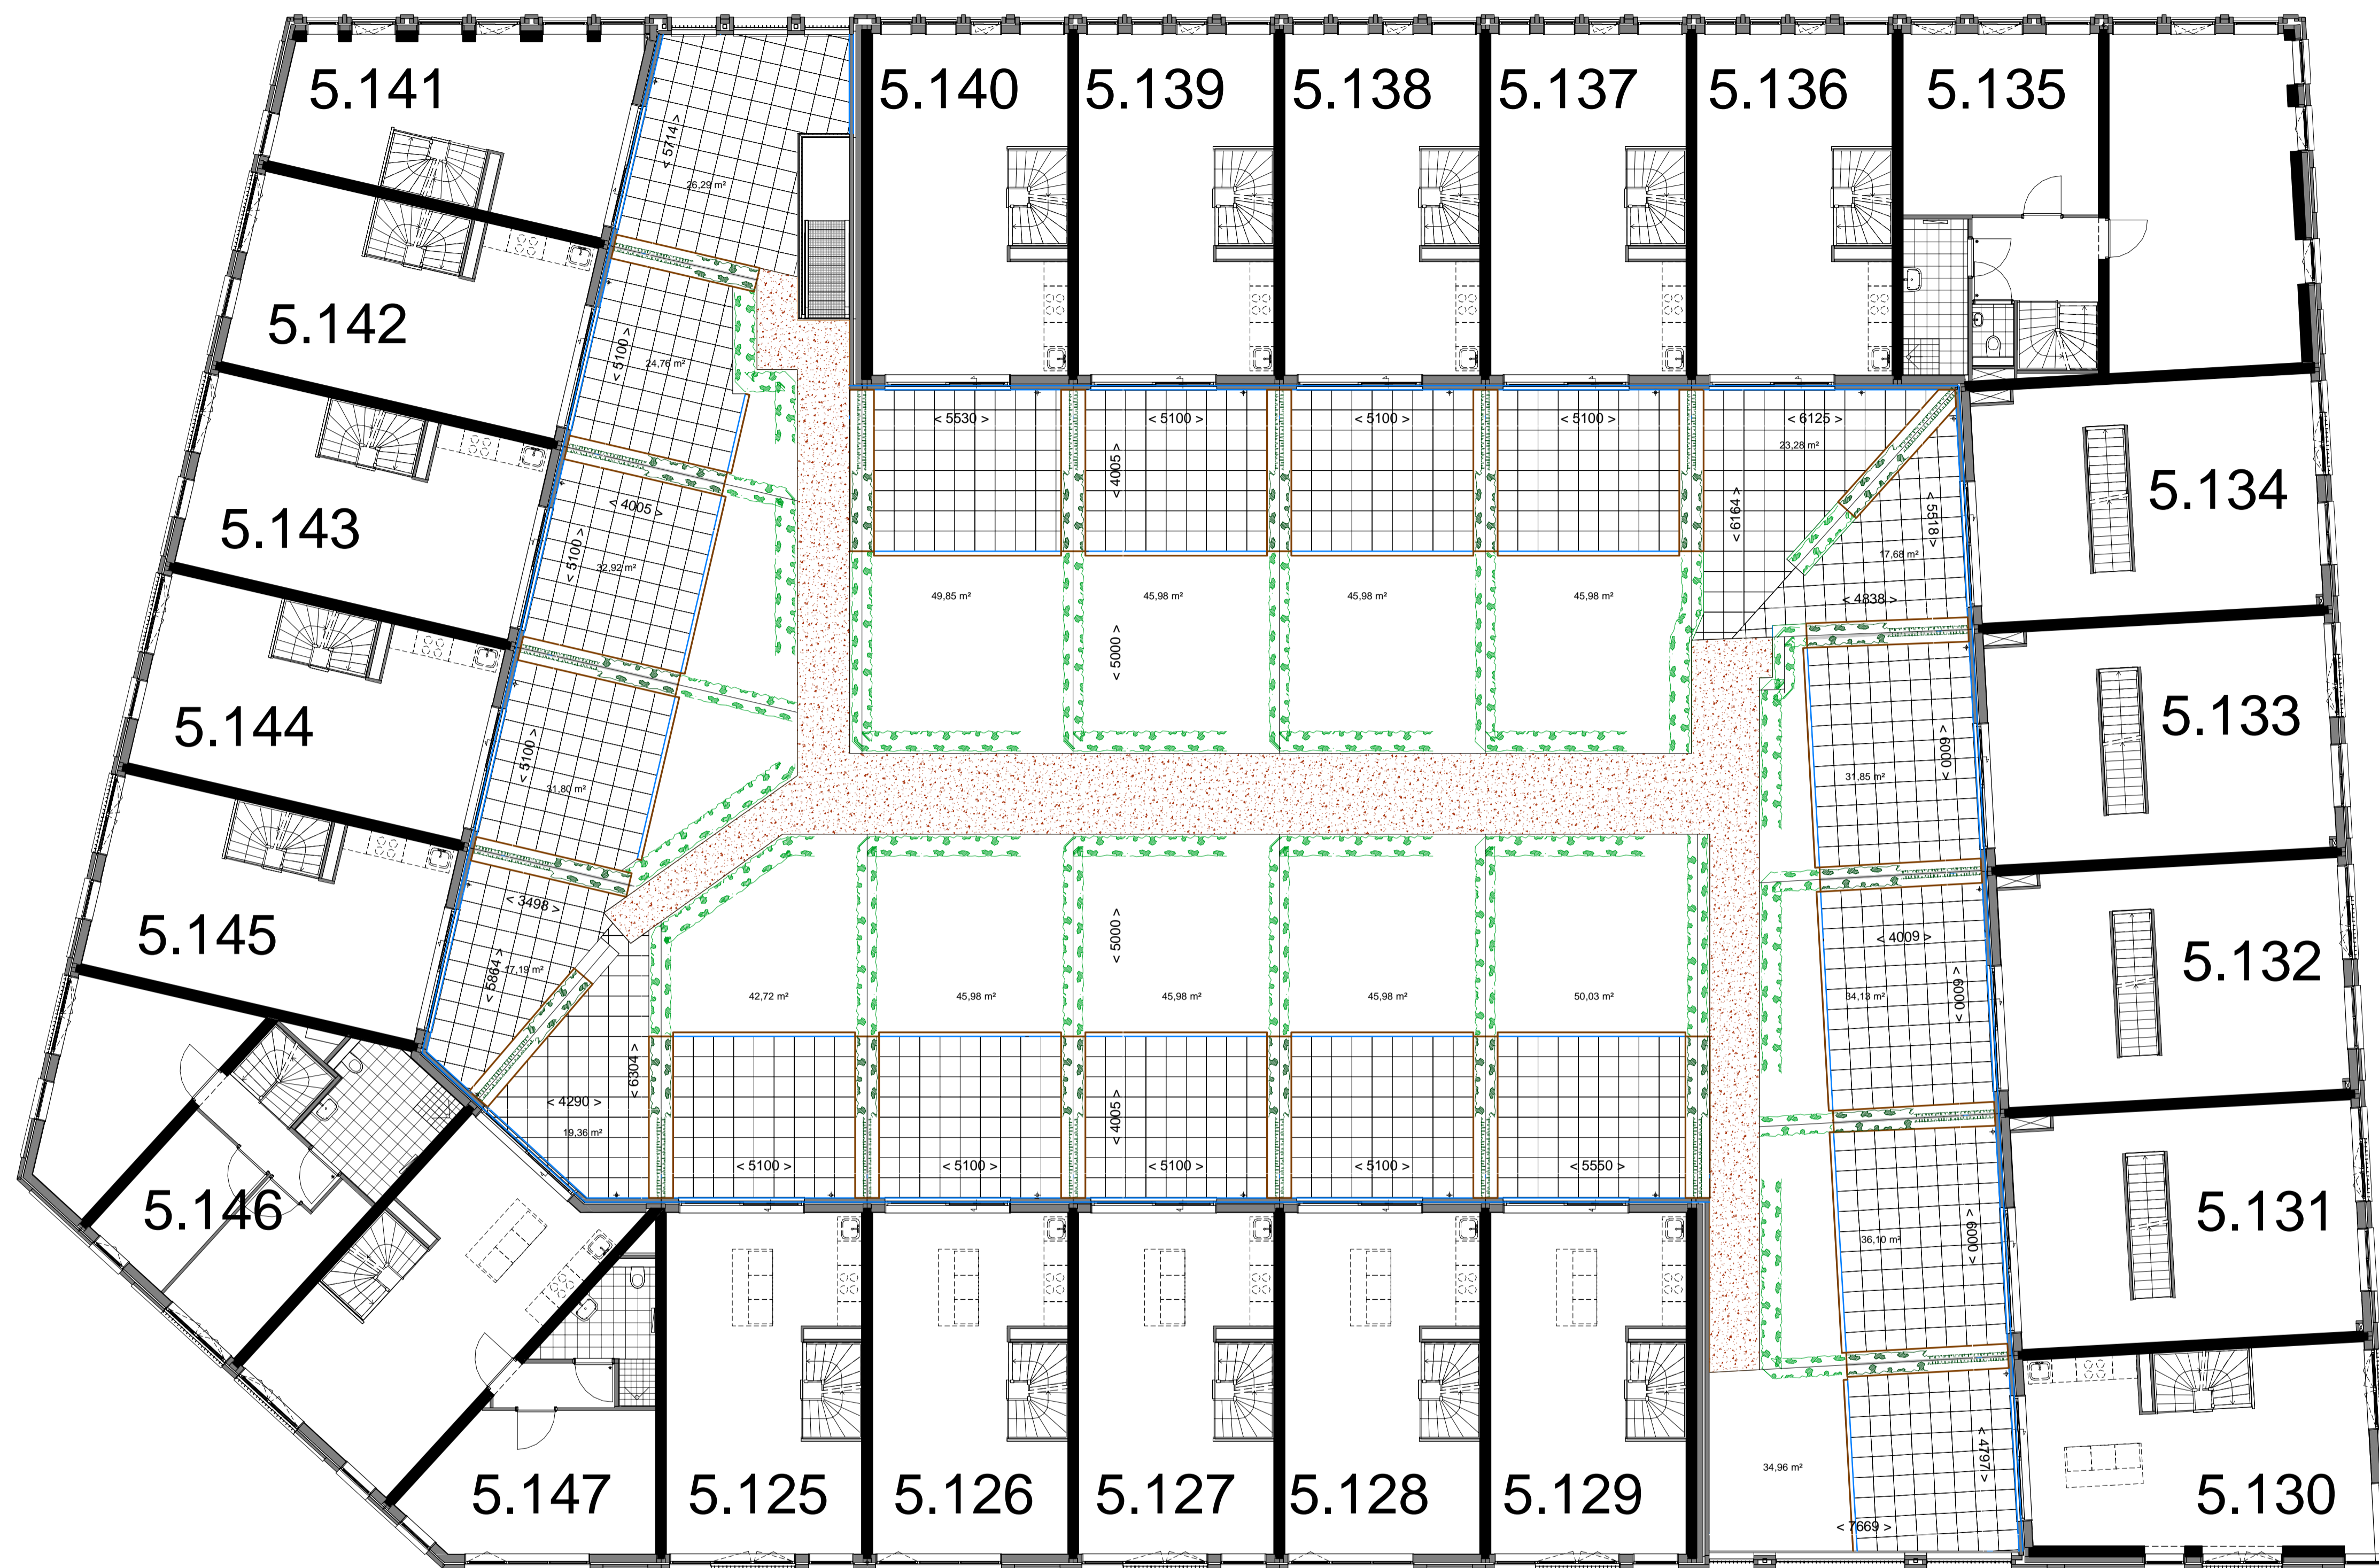 5.141
5.140
5.139
5.138
5.137
5.136
5.135
< 5714 >
26,29 m²
5.142
< 5100 >
24,76 m²
< 5530 >
< 5100 >
< 5100 >
< 5100 >
< 6125 >
23,28 m²
< 4005 >
< 6164 >
< 5518 >
17,68 m²
< 4838 >
5.134
5.143
< 4005 >
< 5100 >
32,92 m²
49,85 m²
45,98 m²
45,98 m²
45,98 m²
< 5000 >
5.144
< 5100 >
31,80 m²
5.133
< 6000 >
31,85 m²
5.145
< 3498 >
< 5864 >
17,19 m²
< 5000 >
42,72 m²
45,98 m²
45,98 m²
45,98 m²
50,03 m²
< 4009 >
< 6000 >
34,13 m²
5.132
< 6304 >
< 4290 >
19,36 m²
< 4005 >
< 5100 >
< 5100 >
< 5100 >
< 5100 >
< 5550 >
5.146
< 6000 >
36,10 m²
5.131
5.147
5.125
5.126
5.127
5.128
5.129
34,96 m²
< 4797 >
< 7669 >
5.130